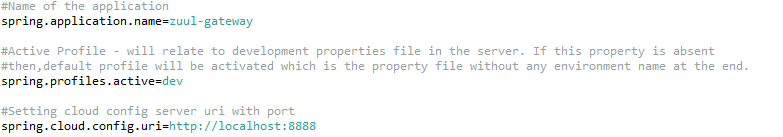 #Name of the application
spring.application.name=zuul-gateway
#Active Profile - will relate to development properties file in the server. If this property is absent
#then,default profile will be activated which is the property file without any environment name at the end.
spring.profiles.active=dev
#Setting cloud config server uri with port
spring.cloud.config.uri=http://localhost:8888